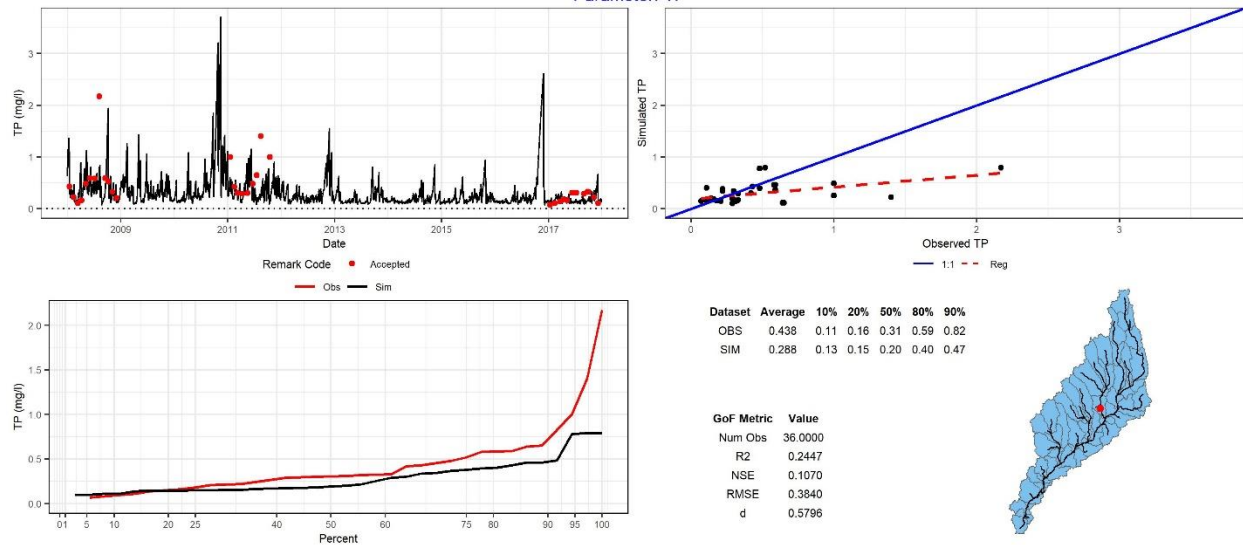 TP (mg/l)
3
2
1
0
2009
2011
2013
2015
2017
Date
Remark Code Accepted
Obs Sim
Simulated TP
3
2
1
0
0
1
2
3
Observed TP
1:1 Reg
TP (mg/l)
2.0
1.5
1.0
0.5
0.0
01 5 10 20 25 40 50 60 75 80 90 95 100
Percent
Dataset Average 10% 20% 50% 80% 90%
OBS 0.438 0.11 0.16 0.31 0.59 0.82
SIM 0.288 0.13 0.15 0.20 0.40 0.47
GoF Metric Value
Num Obs 36.0000
R2 0.2447
NSE 0.1070
RMSE 0.3840
d 0.5796